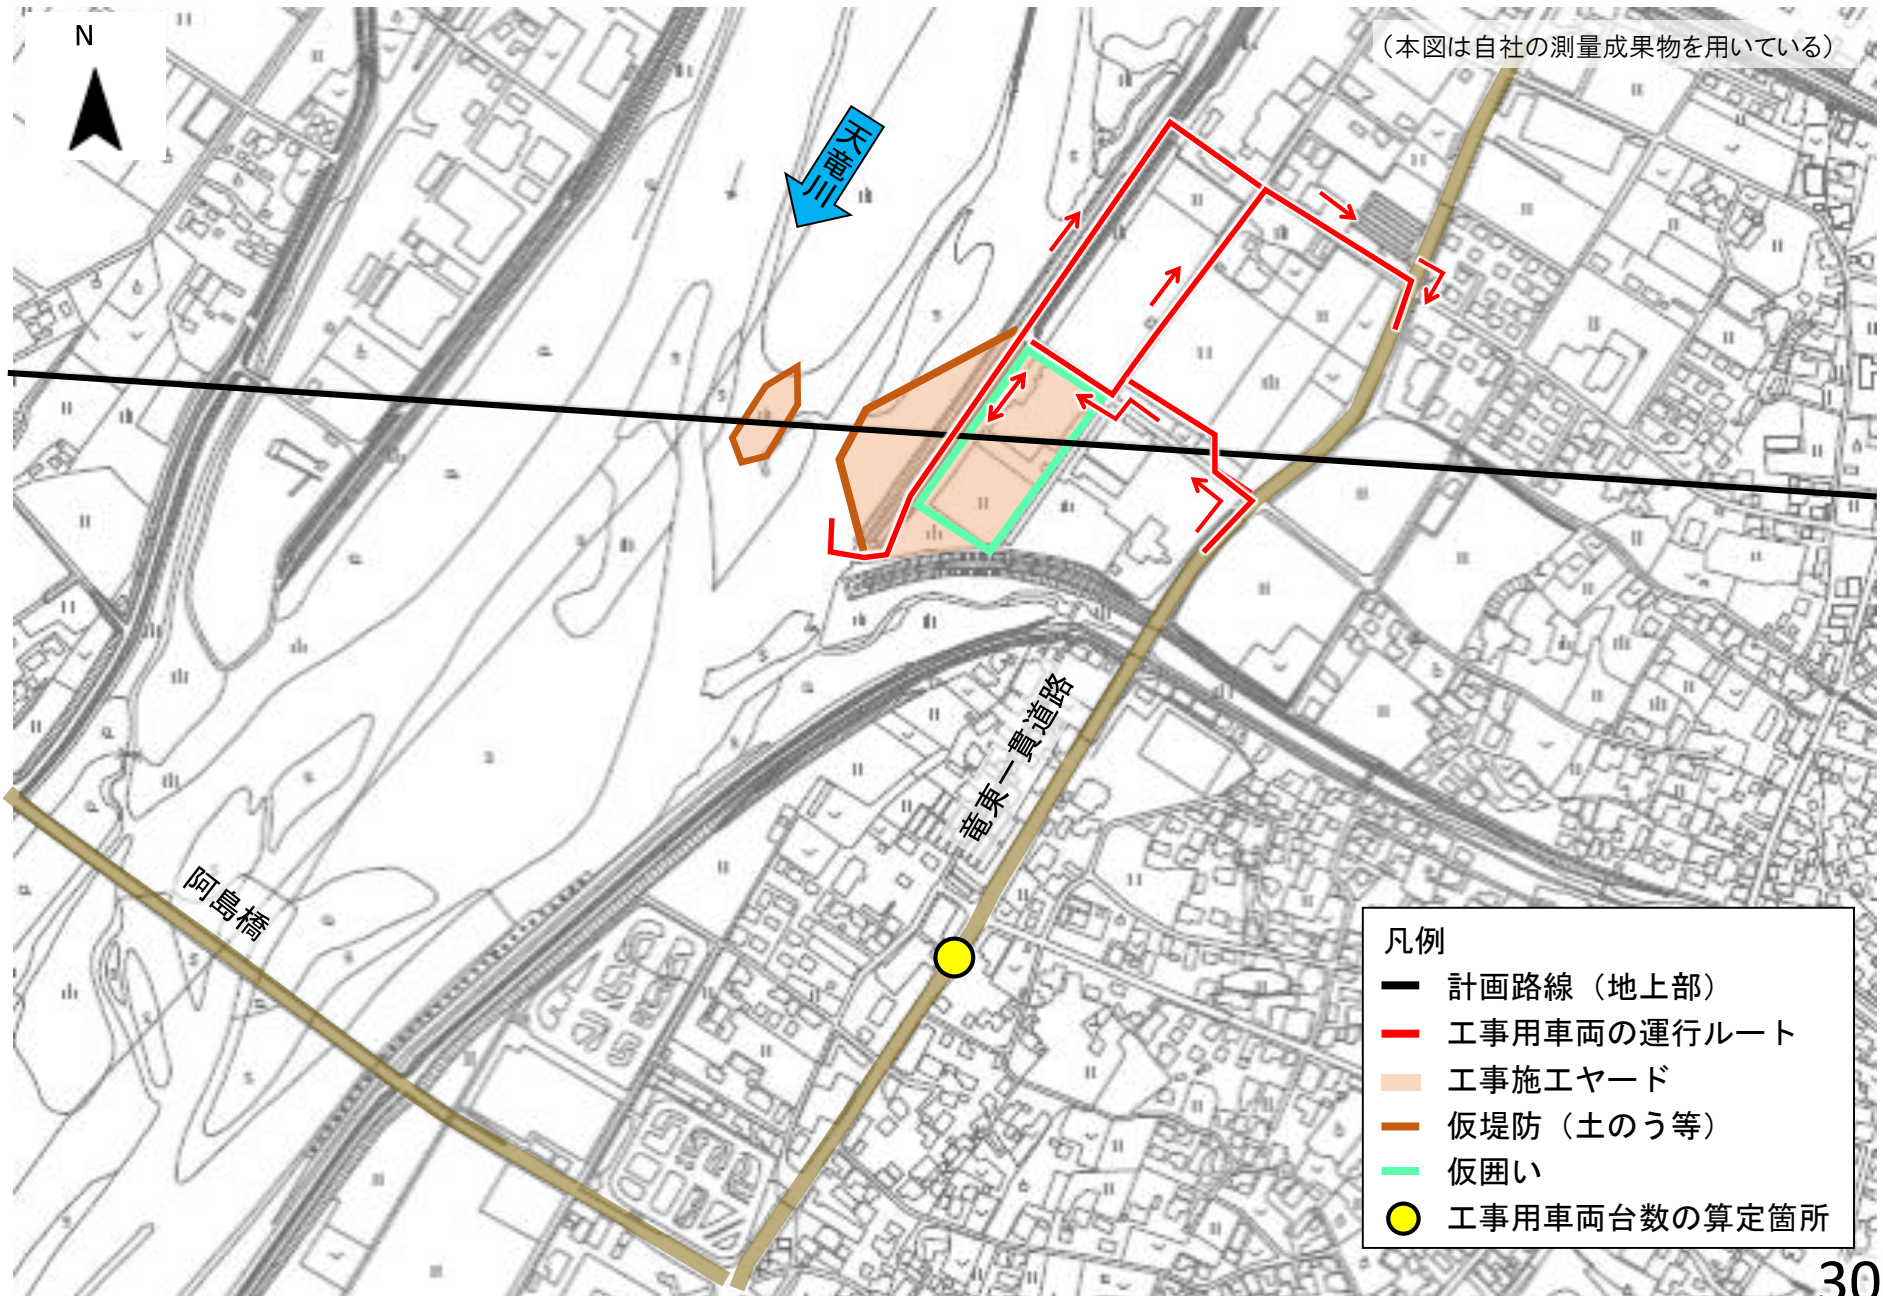 N
（本図は自社の測量成果物を用いている）
天竜川
竜東一貫道路
阿島橋
凡例
計画路線（地上部）
工事用車両の運行ルート
工事施工ヤード
仮堤防（土のう等）
仮囲い
工事用車両台数の算定箇所
30